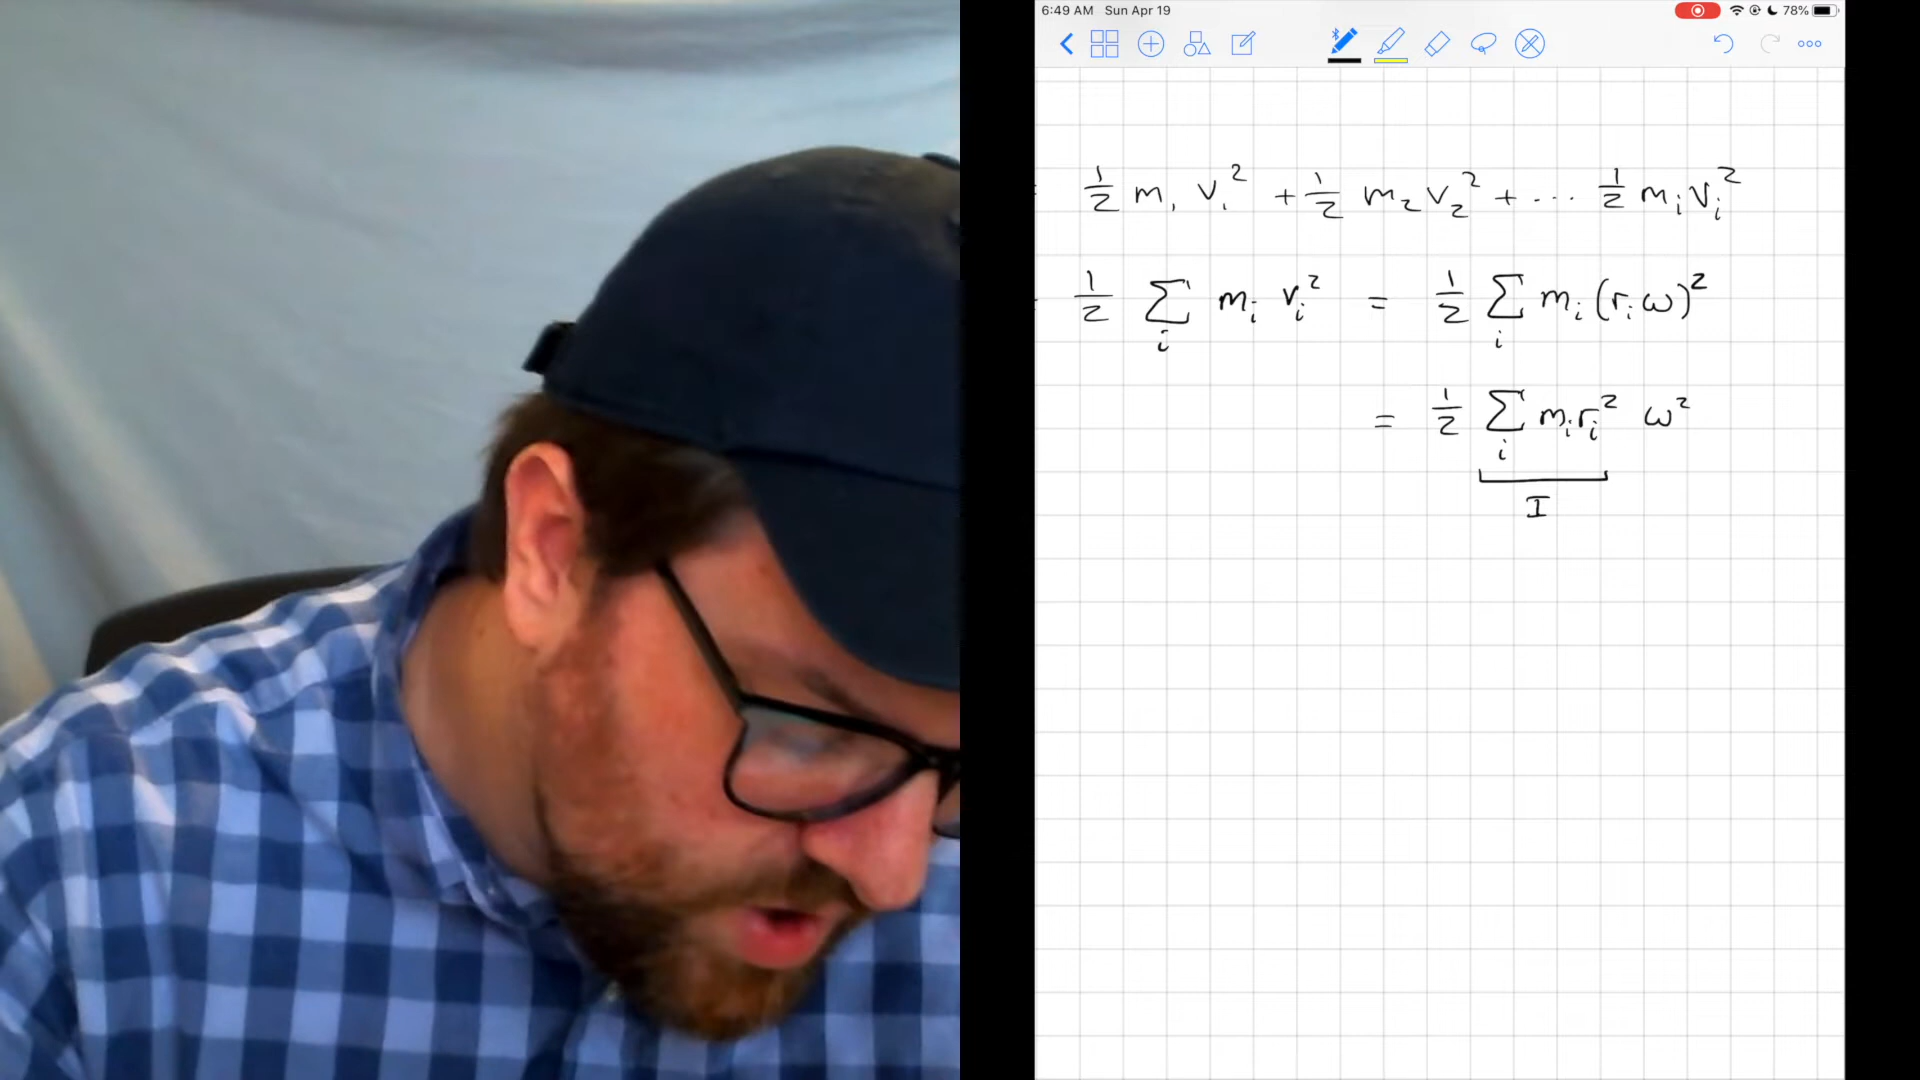 6:49 AM Sun Apr 19 78%
= 1/2 m₁ v₁² + 1/2 m₂ v₂² + ... 1/2 mᵢ vᵢ²
1/2 Σᵢ mᵢ vᵢ² = 1/2 Σᵢ mᵢ (rᵢ ω)²
= 1/2 Σᵢ mᵢ rᵢ² ω²
I